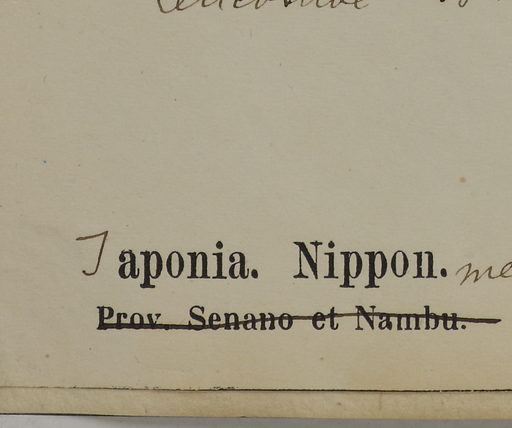 Japonia. Nippon.
Prov. Senano et Nambu.